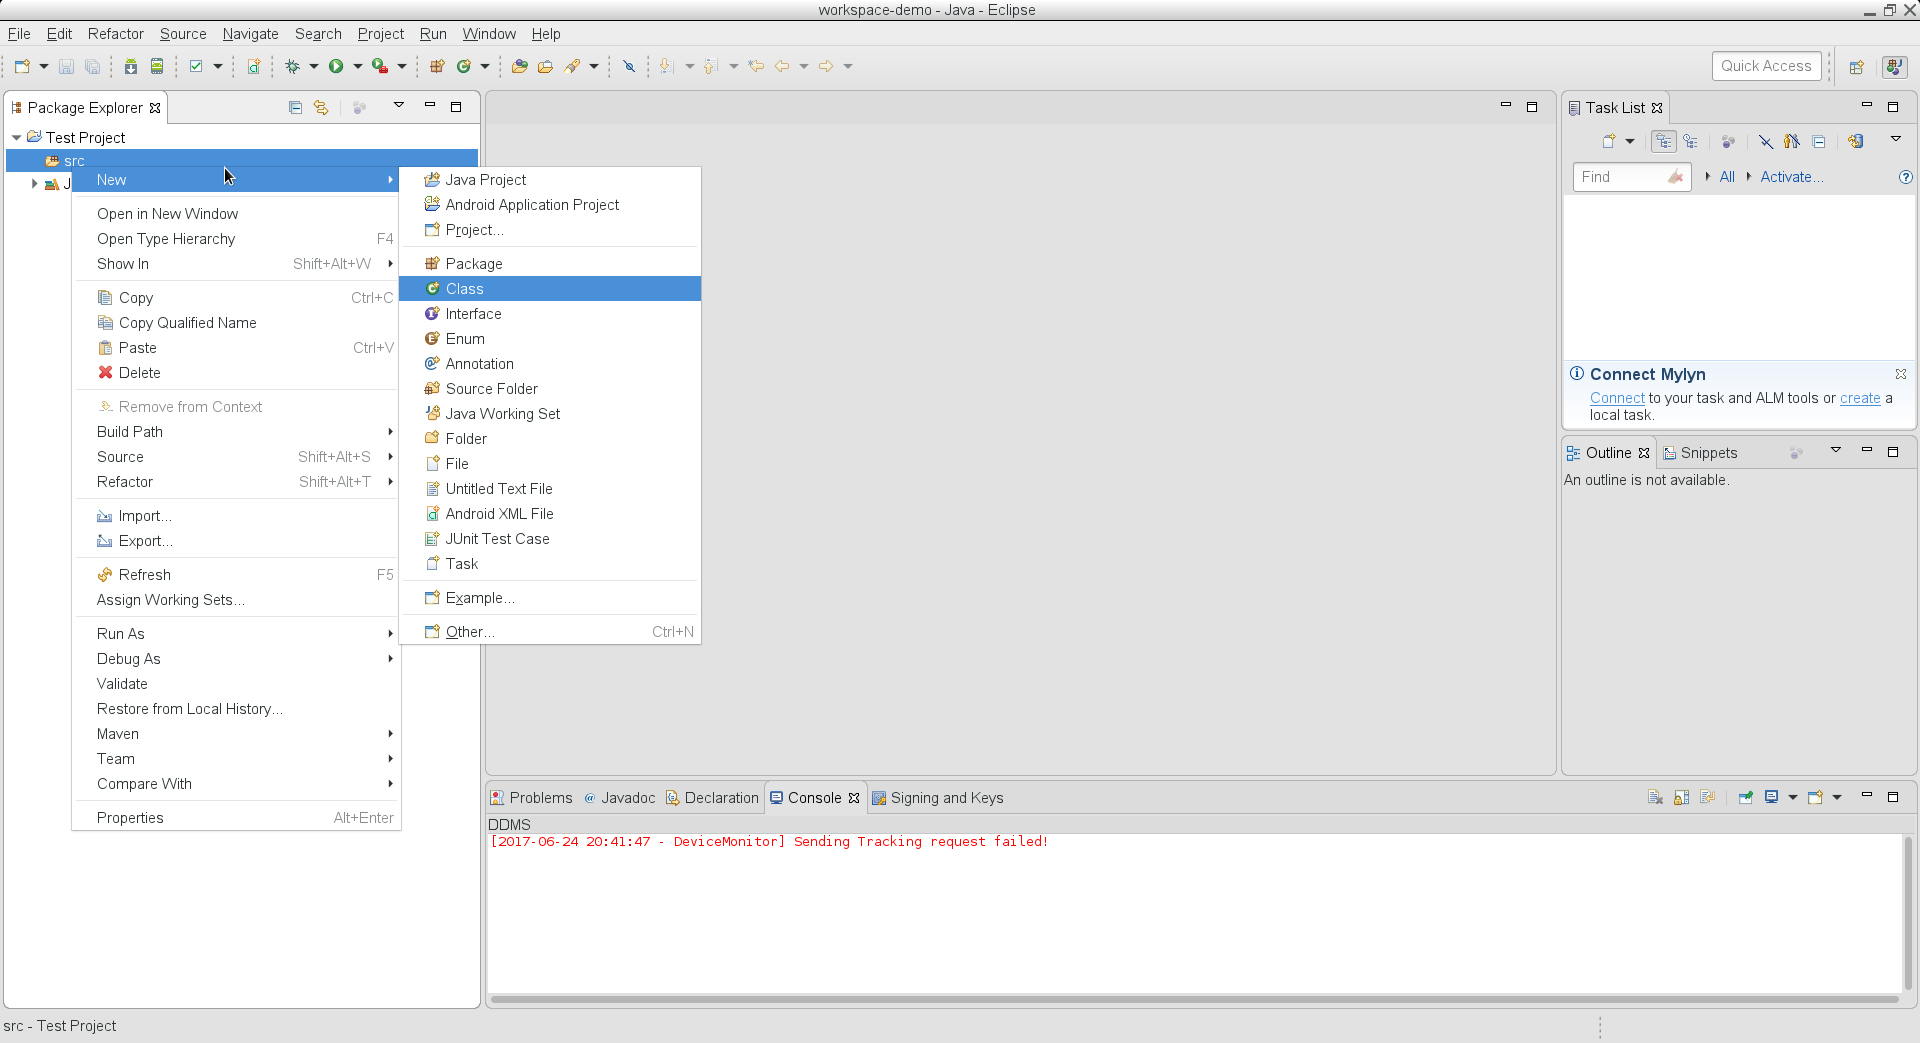 workspace-demo - Java - Eclipse
File Edit Refactor Source Navigate Search Project Run Window Help
Quick Access
Package Explorer
Test Project
src
J
New
Open in New Window
Open Type Hierarchy F4
Show In Shift+Alt+W
Copy Ctrl+C
Copy Qualified Name
Paste Ctrl+V
Delete
Remove from Context
Build Path
Source Shift+Alt+S
Refactor Shift+Alt+T
Import...
Export...
Refresh F5
Assign Working Sets...
Run As
Debug As
Validate
Restore from Local History...
Maven
Team
Compare With
Properties Alt+Enter
Java Project
Android Application Project
Project...
Package
Class
Interface
Enum
Annotation
Source Folder
Java Working Set
Folder
File
Untitled Text File
Android XML File
JUnit Test Case
Task
Example...
Other... Ctrl+N
Task List
Find All Activate...
Connect Mylyn
Connect to your task and ALM tools or create a
local task.
Outline Snippets
An outline is not available.
Problems Javadoc Declaration Console Signing and Keys
DDMS
[2017-06-24 20:41:47 - DeviceMonitor] Sending Tracking request failed!
src - Test Project